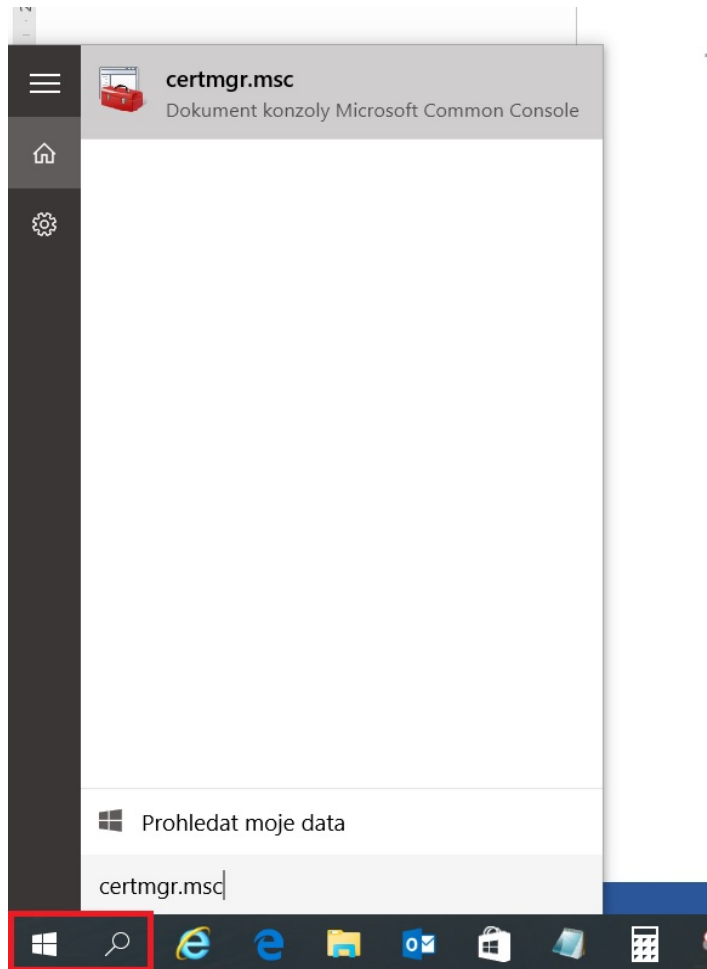 certmgr.msc
Dokument konzoly Microsoft Common Console
Prohledat moje data
certmgr.msc